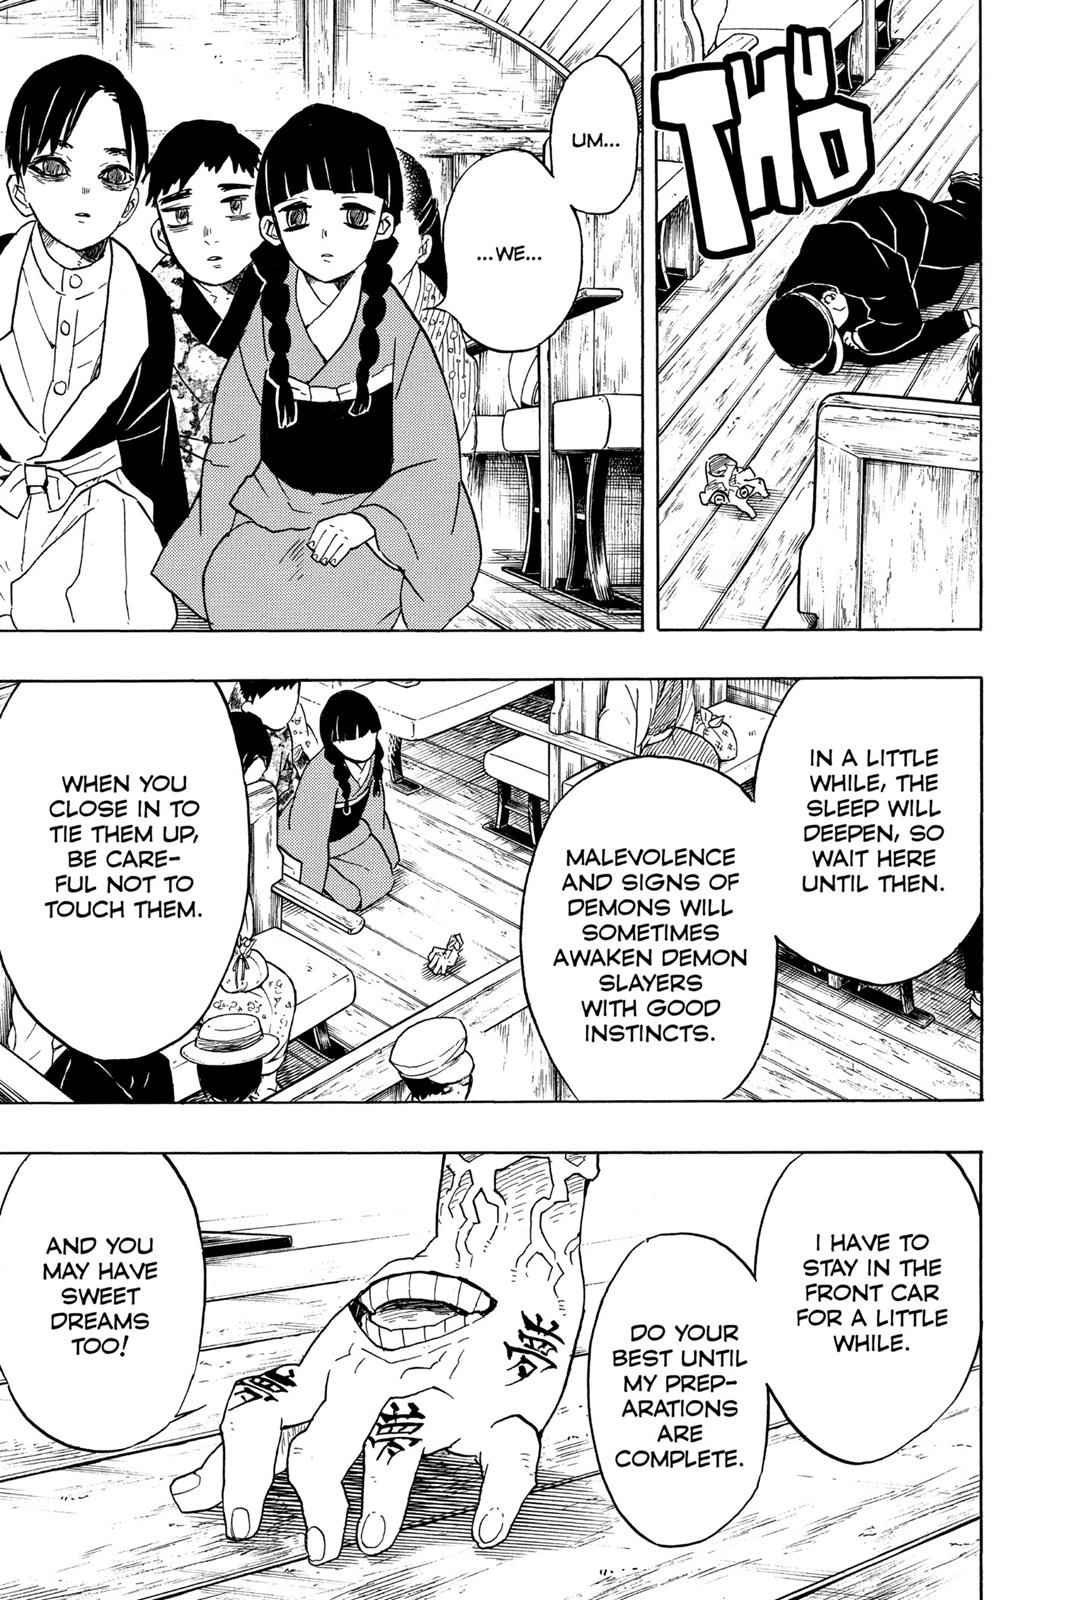 THUD
UM...
...WE...
IN A LITTLE
WHILE, THE
SLEEP WILL
DEEPEN, SO
WAIT HERE
UNTIL THEN.
MALEVOLENCE
AND SIGNS OF
DEMONS WILL
SOMETIMES
AWAKEN DEMON
SLAYERS
WITH GOOD
INSTINCTS.
WHEN YOU
CLOSE IN TO
TIE THEM UP,
BE CARE-
FUL NOT TO
TOUCH THEM.
I HAVE TO
STAY IN THE
FRONT CAR
FOR A LITTLE
WHILE.
DO YOUR
BEST UNTIL
MY PREP-
ARATIONS
ARE
COMPLETE.
AND YOU
MAY HAVE
SWEET
DREAMS
TOO!